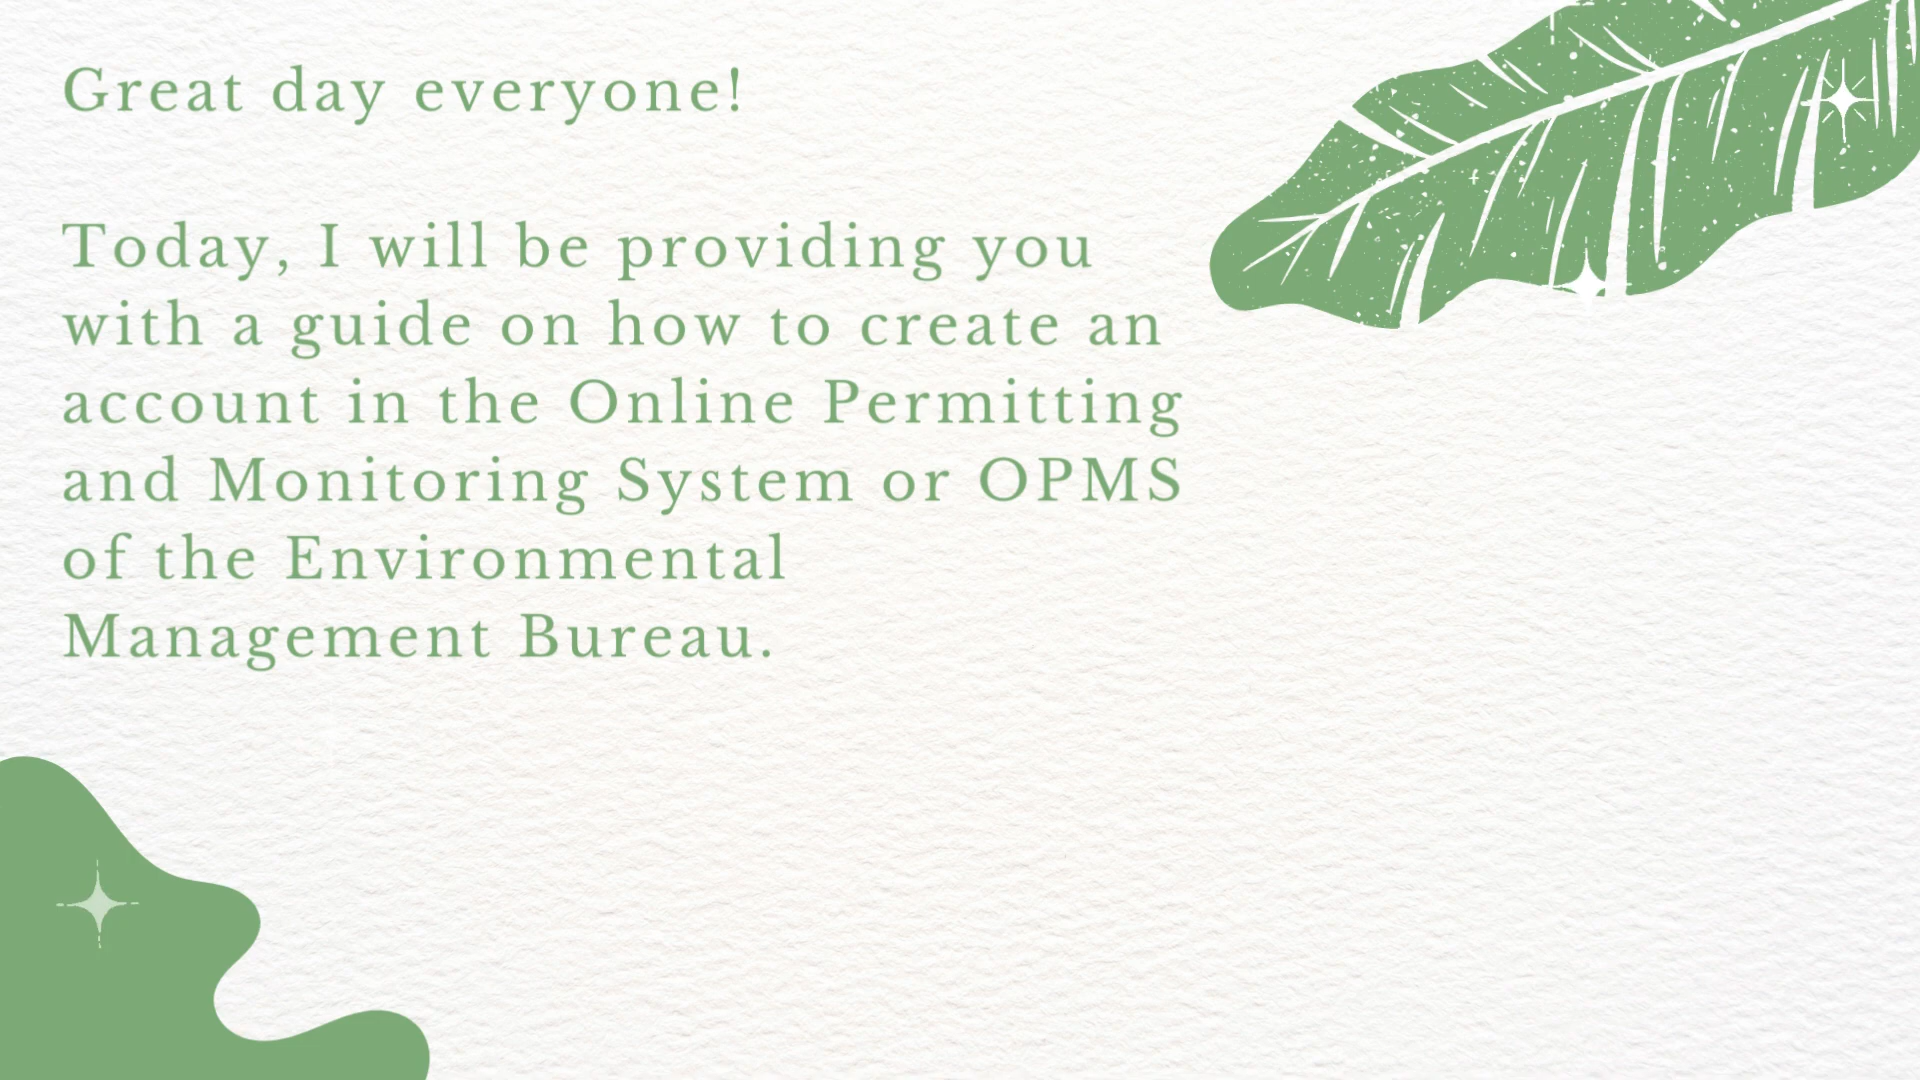 Great day everyone!
Today, I will be providing you
with a guide on how to create an
account in the Online Permitting
and Monitoring System or OPMS
of the Environmental
Management Bureau.